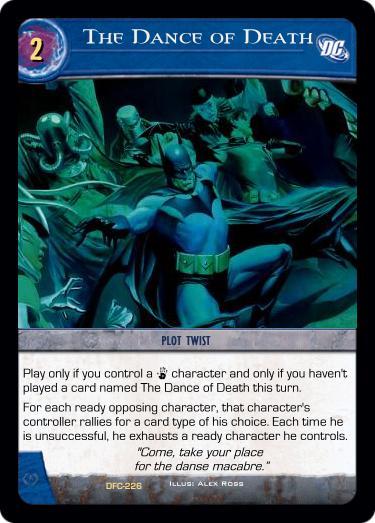 2
The Dance of Death
DC
PLOT TWIST
Play only if you control a character and only if you haven't
played a card named The Dance of Death this turn.
For each ready opposing character, that character's
controller rallies for a card type of his choice. Each time he
is unsuccessful, he exhausts a ready character he controls.
"Come, take your place
for the danse macabre."
DFC-226
Illus: Alex Ross